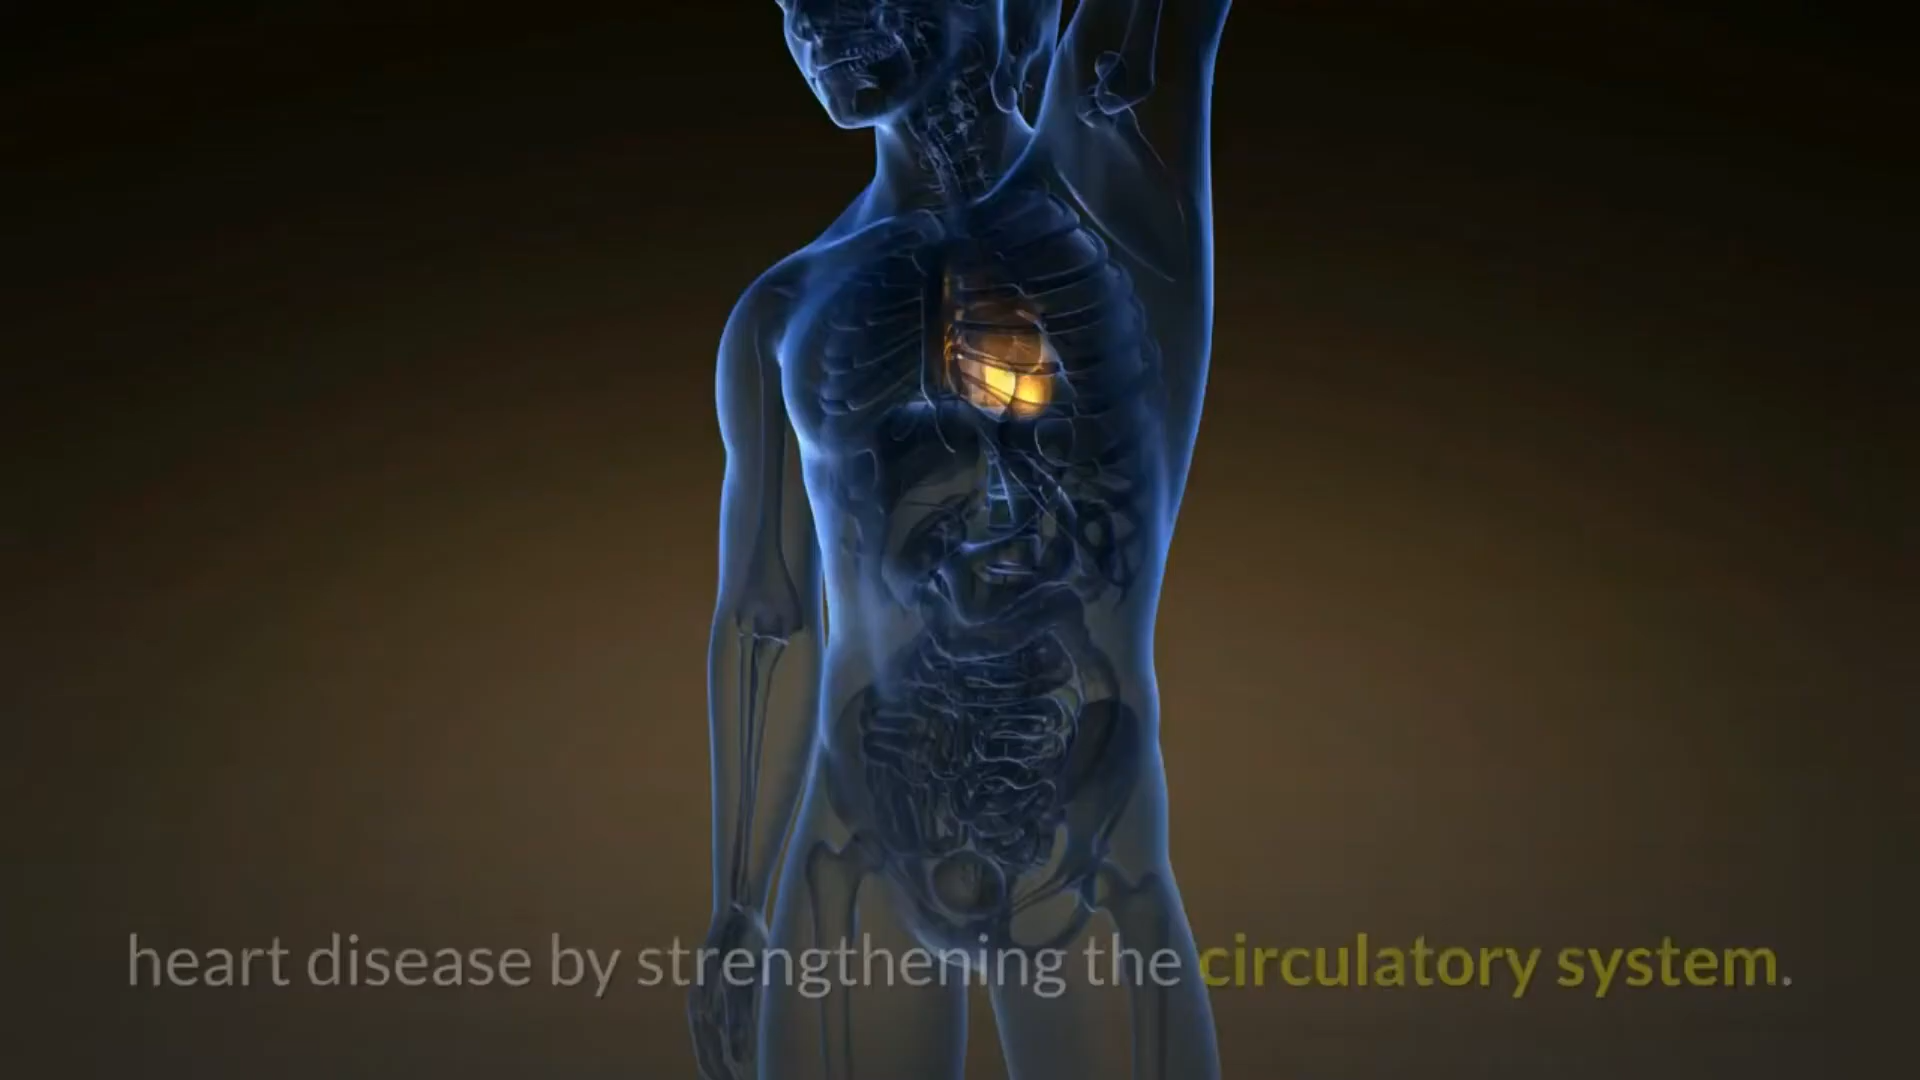 heart disease by strengthening the circulatory system.